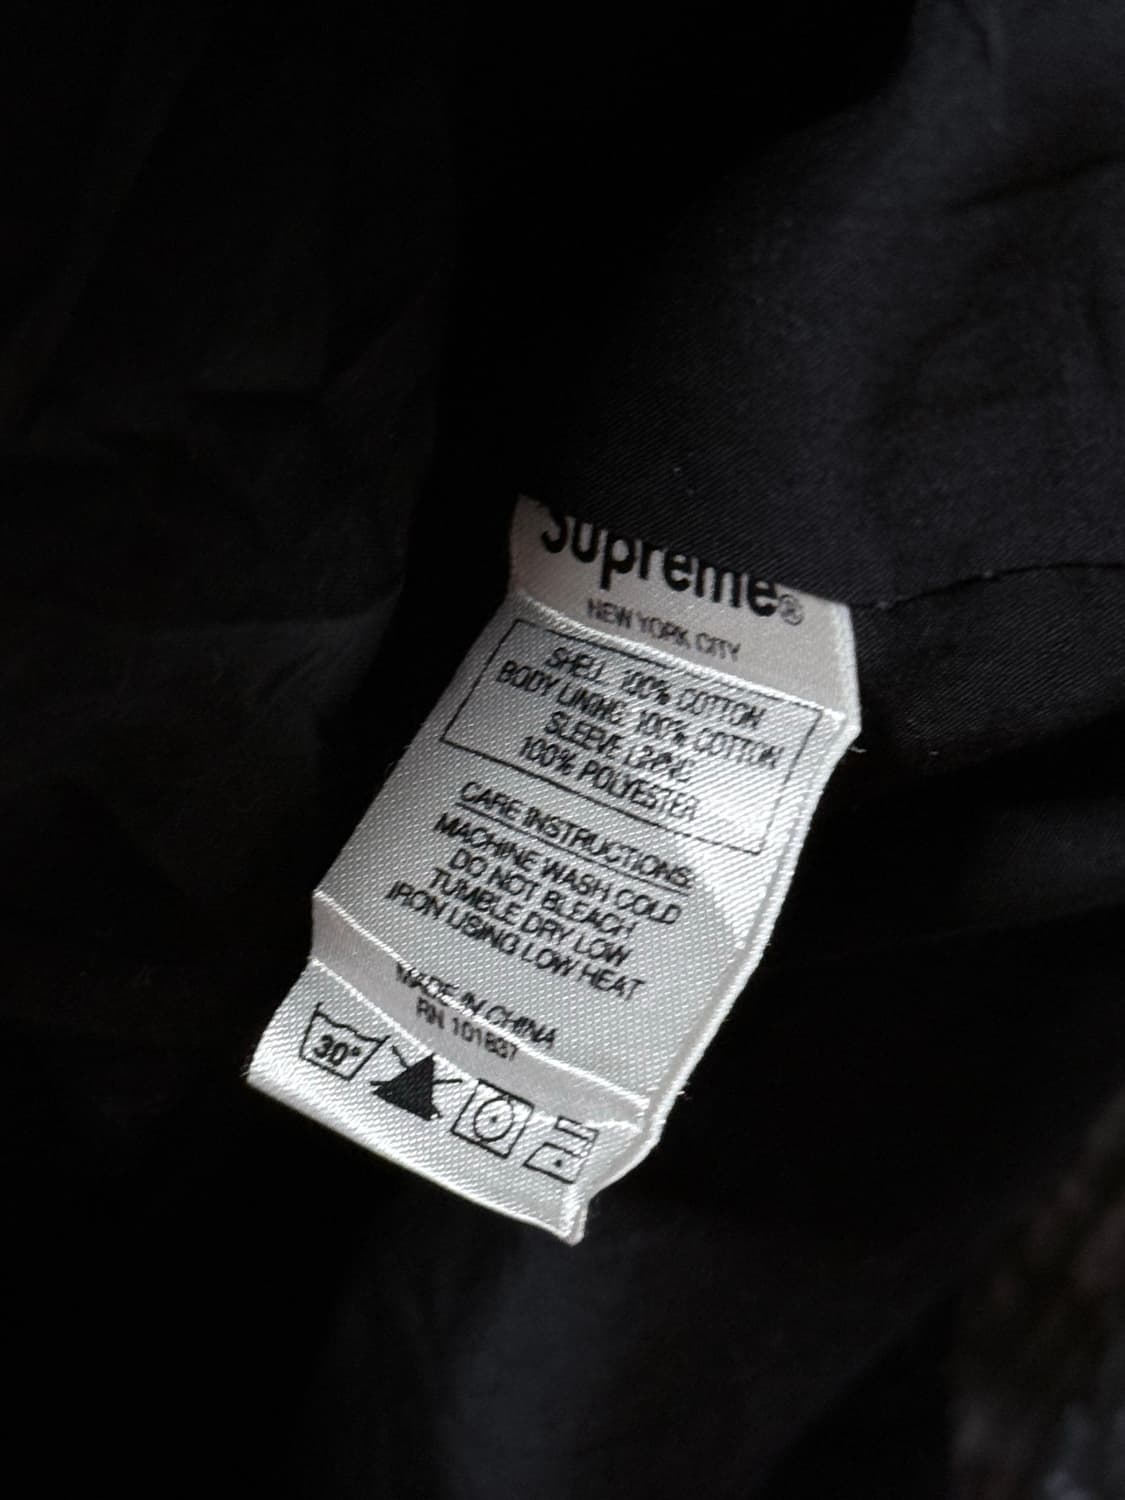 Supreme®
NEW YORK CITY
SHELL: 100% COTTON
BODY LINING: 100% COTTON
SLEEVE LINING:
100% POLYESTER
CARE INSTRUCTIONS:
MACHINE WASH COLD
DO NOT BLEACH
TUMBLE DRY LOW
IRON USING LOW HEAT
MADE IN CHINA
RN 101837
30°